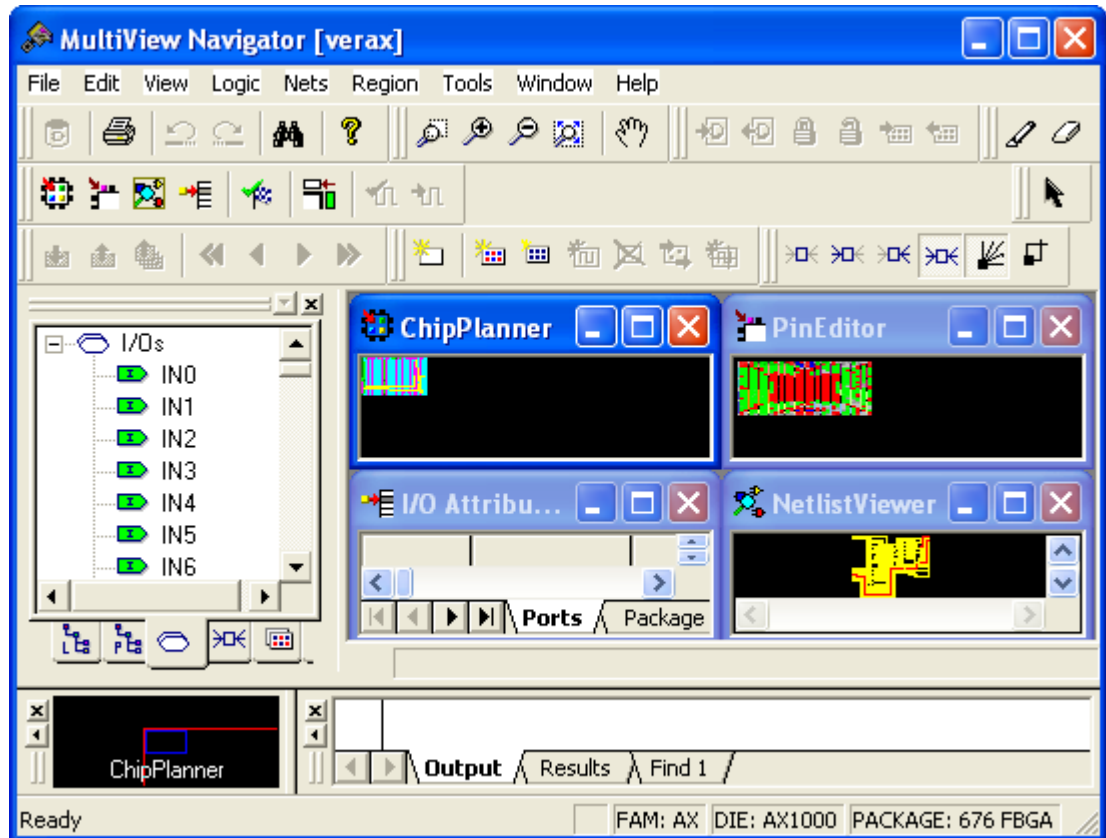 MultiView Navigator [verax]
File Edit View Logic Nets Region Tools Window Help
I/Os
IN0
IN1
IN2
IN3
IN4
IN5
IN6
ChipPlanner
PinEditor
I/O Attribu...
NetlistViewer
Ports Package
ChipPlanner
Output Results Find 1
Ready
FAM: AX DIE: AX1000 PACKAGE: 676 FBGA